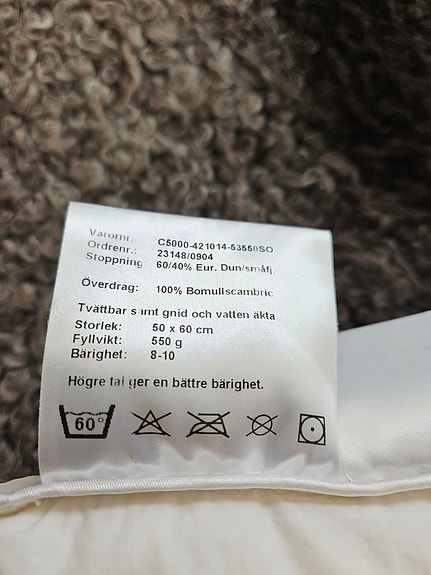 Varornr.: C5000-421014-53550SO
Ordrenr.: 23148/0904
Stoppning 60/40% Eur. Dun/småfj.
Överdrag: 100% Bomullscambric
Tvättbar samt gnid och vatten äkta
Storlek: 50 x 60 cm
Fyllvikt: 550 g
Bärighet: 8-10
Högre tal ger en bättre bärighet.
60°